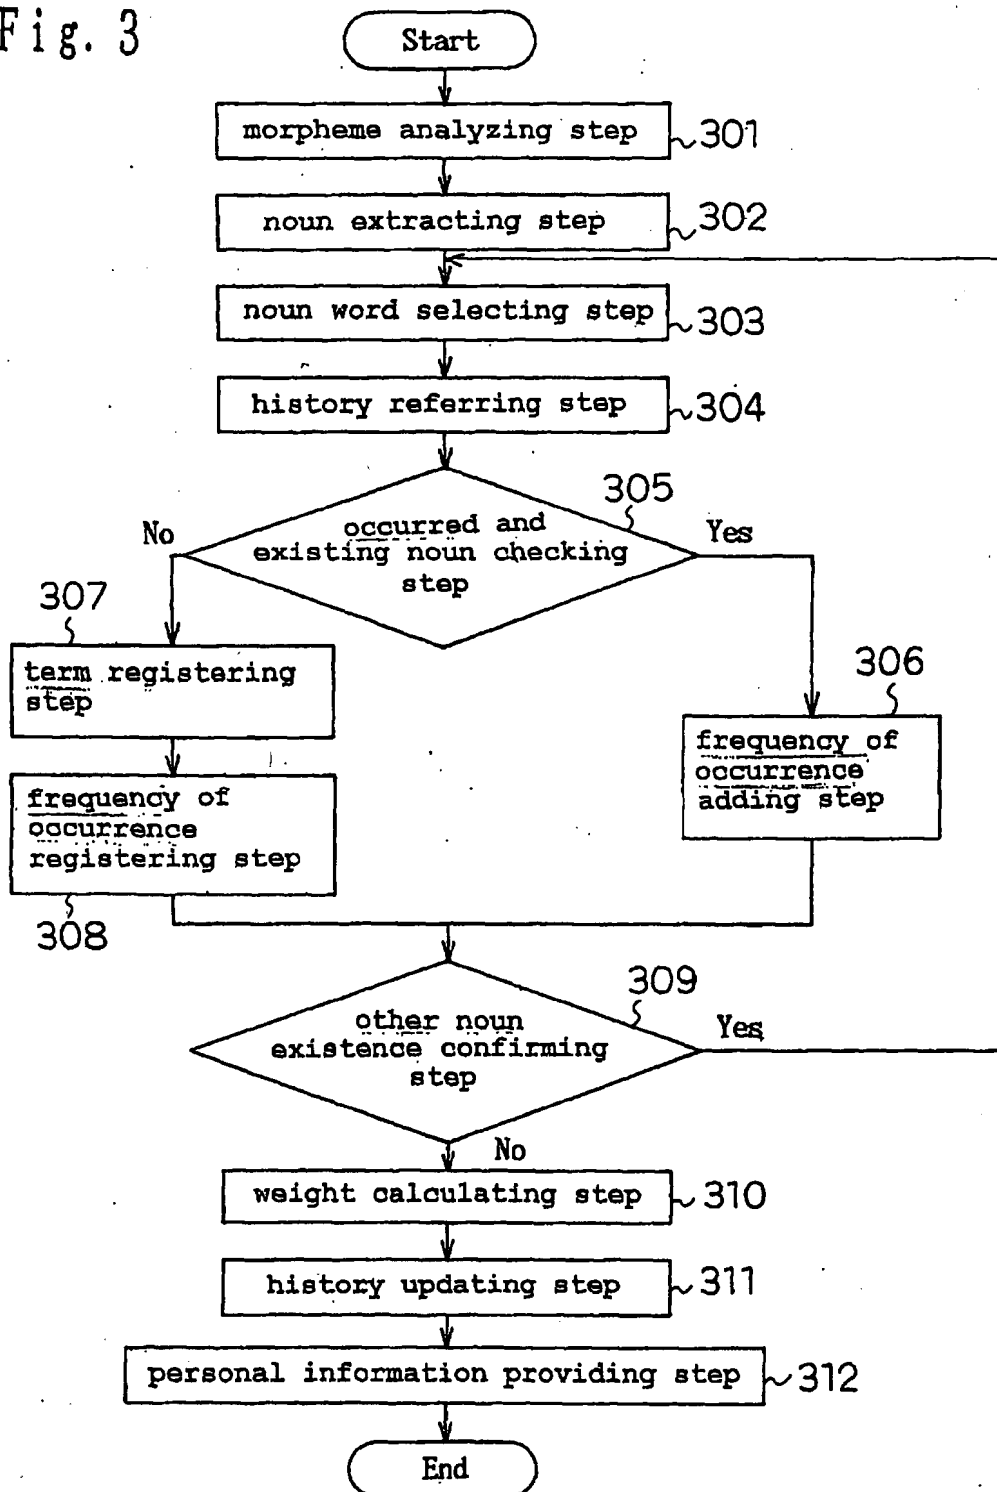 Fig. 3
Start
morpheme analyzing step
301
noun extracting step
302
noun word selecting step
303
history referring step
304
305
No
occurred and
existing noun checking
step
Yes
307
term registering
step
306
frequency of
occurrence
adding step
frequency of
occurrence
registering step
308
309
other noun
existence confirming
step
Yes
No
weight calculating step
310
history updating step
311
personal information providing step
312
End